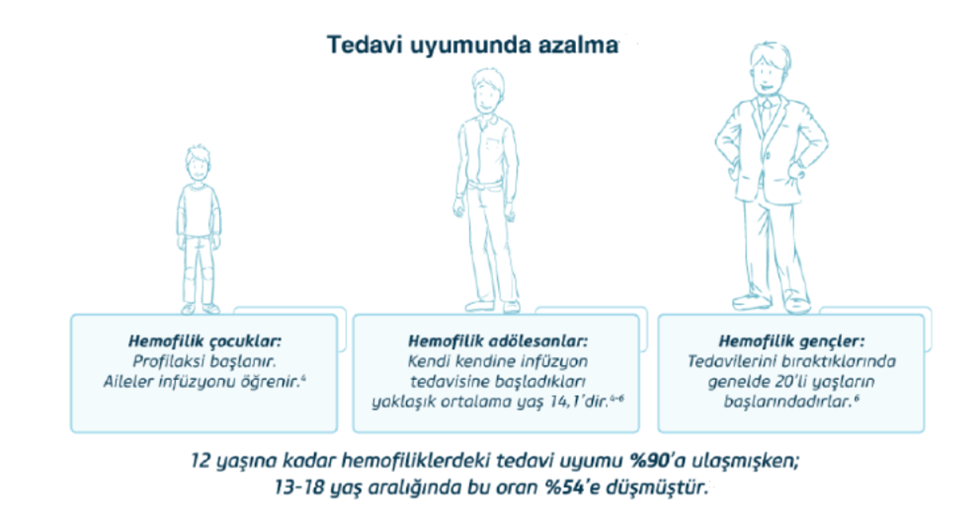 Tedavi uyumunda azalma
Hemofilik çocuklar:
Profilaksi başlanır.
Aileler infüzyonu öğrenir.⁴
Hemofilik adölesanlar:
Kendi kendine infüzyon
tedavisine başladıkları
yaklaşık ortalama yaş 14,1'dir.⁴⁻⁶
Hemofilik gençler:
Tedavilerini bıraktıklarında
genelde 20'li yaşların
başlarındadırlar.⁶
12 yaşına kadar hemofiliklerdeki tedavi uyumu %90'a ulaşmışken;
13-18 yaş aralığında bu oran %54'e düşmüştür.